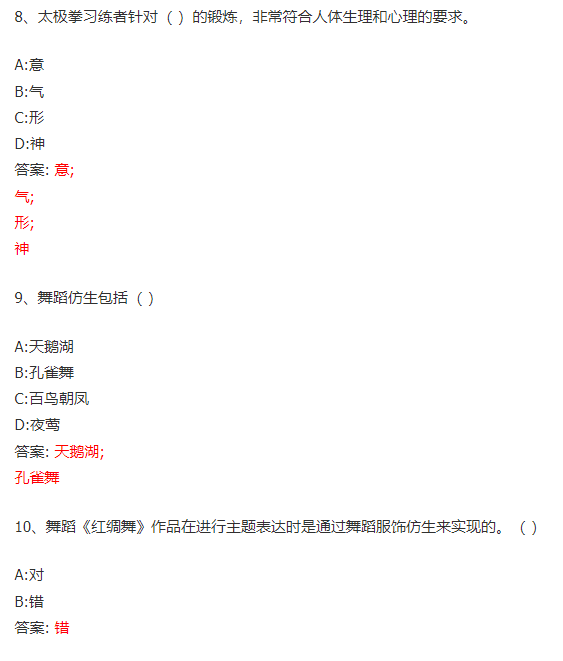 8、太极拳习练者针对（ ）的锻炼，非常符合人体生理和心理的要求。
A:意
B:气
C:形
D:神
答案: 意;
气;
形;
神
9、舞蹈仿生包括（ ）
A:天鹅湖
B:孔雀舞
C:百鸟朝凤
D:夜莺
答案: 天鹅湖;
孔雀舞
10、舞蹈《红绸舞》作品在进行主题表达时是通过舞蹈服饰仿生来实现的。（ ）
A:对
B:错
答案: 错